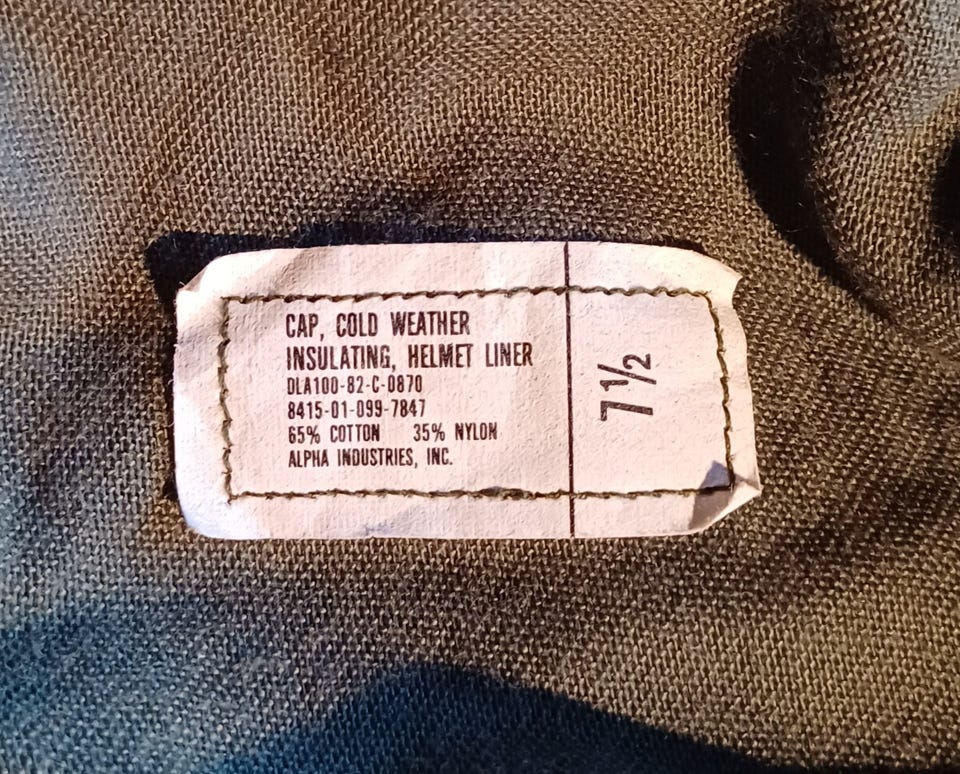 CAP, COLD WEATHER
INSULATING, HELMET LINER
DLA100-82-C-0870
8415-01-099-7847
65% COTTON 35% NYLON
ALPHA INDUSTRIES, INC.
7½